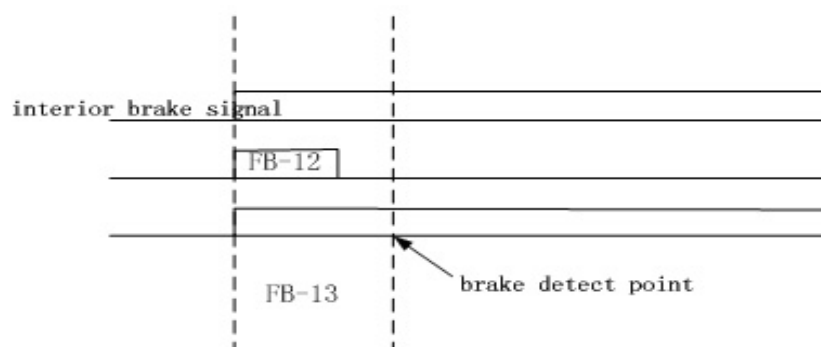 interior brake signal
FB-12
brake detect point
FB-13